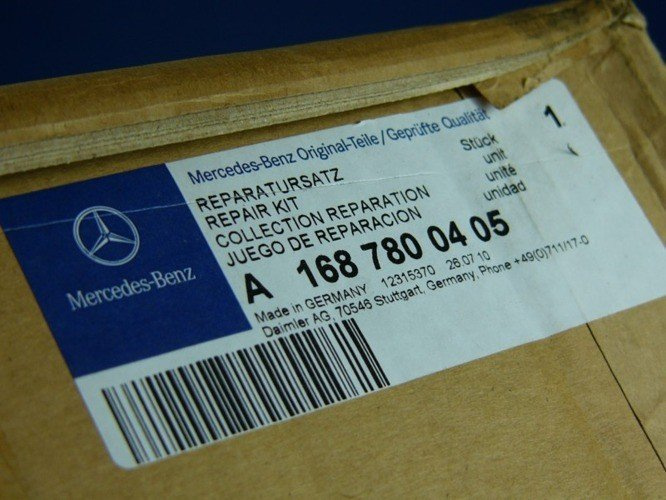 Mercedes-Benz Original-Teile / Geprüfte Qualität
REPARATURSATZ
REPAIR KIT
COLLECTION REPARATION
JUEGO DE REPARACION
Stück 1
unit
unité
unidad
A 168 780 04 05
Made in GERMANY 12315370 26.07.10
Daimler AG, 70546 Stuttgart, Germany, Phone +49(0)711/17-0
Mercedes-Benz